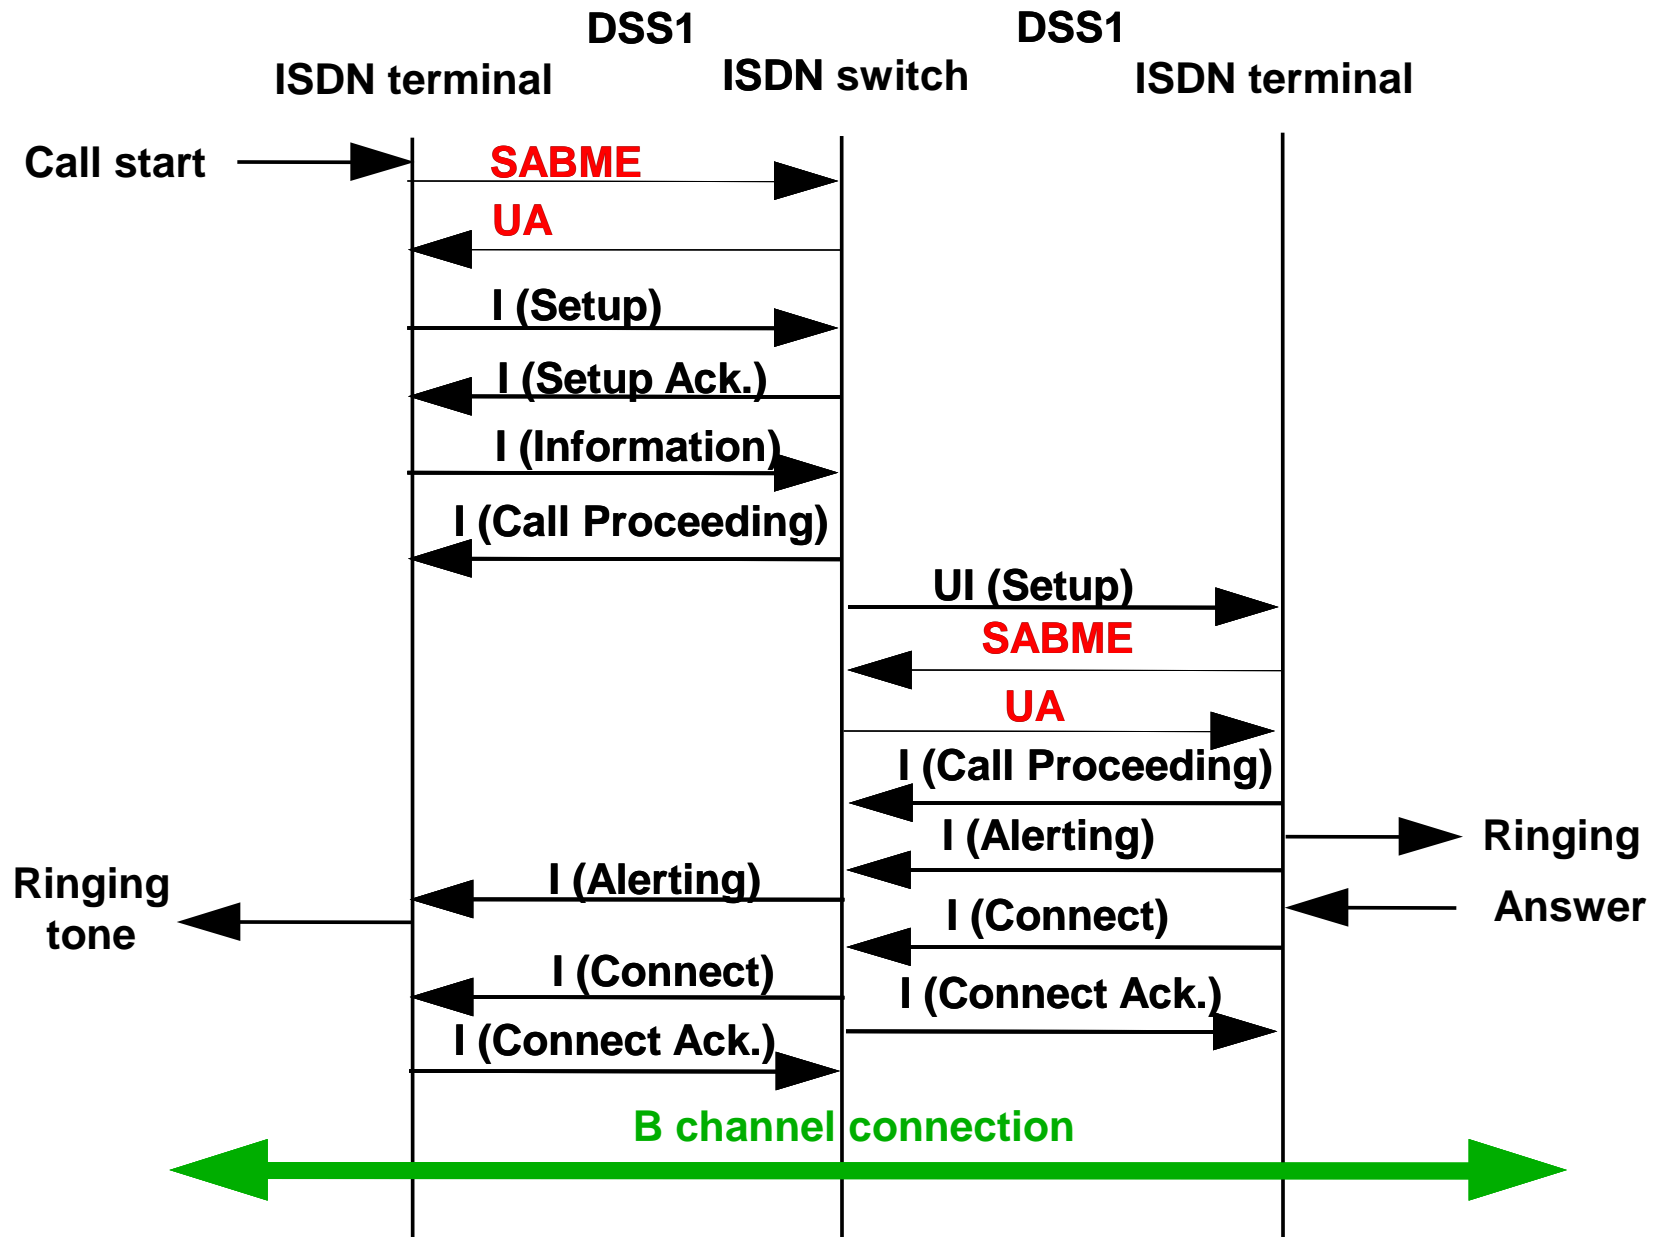 DSS1 DSS1
ISDN terminal ISDN switch ISDN terminal
Call start
SABME
UA
I (Setup)
I (Setup Ack.)
I (Information)
I (Call Proceeding)
UI (Setup)
SABME
UA
I (Call Proceeding)
I (Alerting)
Ringing
I (Alerting)
Ringing
tone
I (Connect)
Answer
I (Connect)
I (Connect Ack.)
I (Connect Ack.)
B channel connection